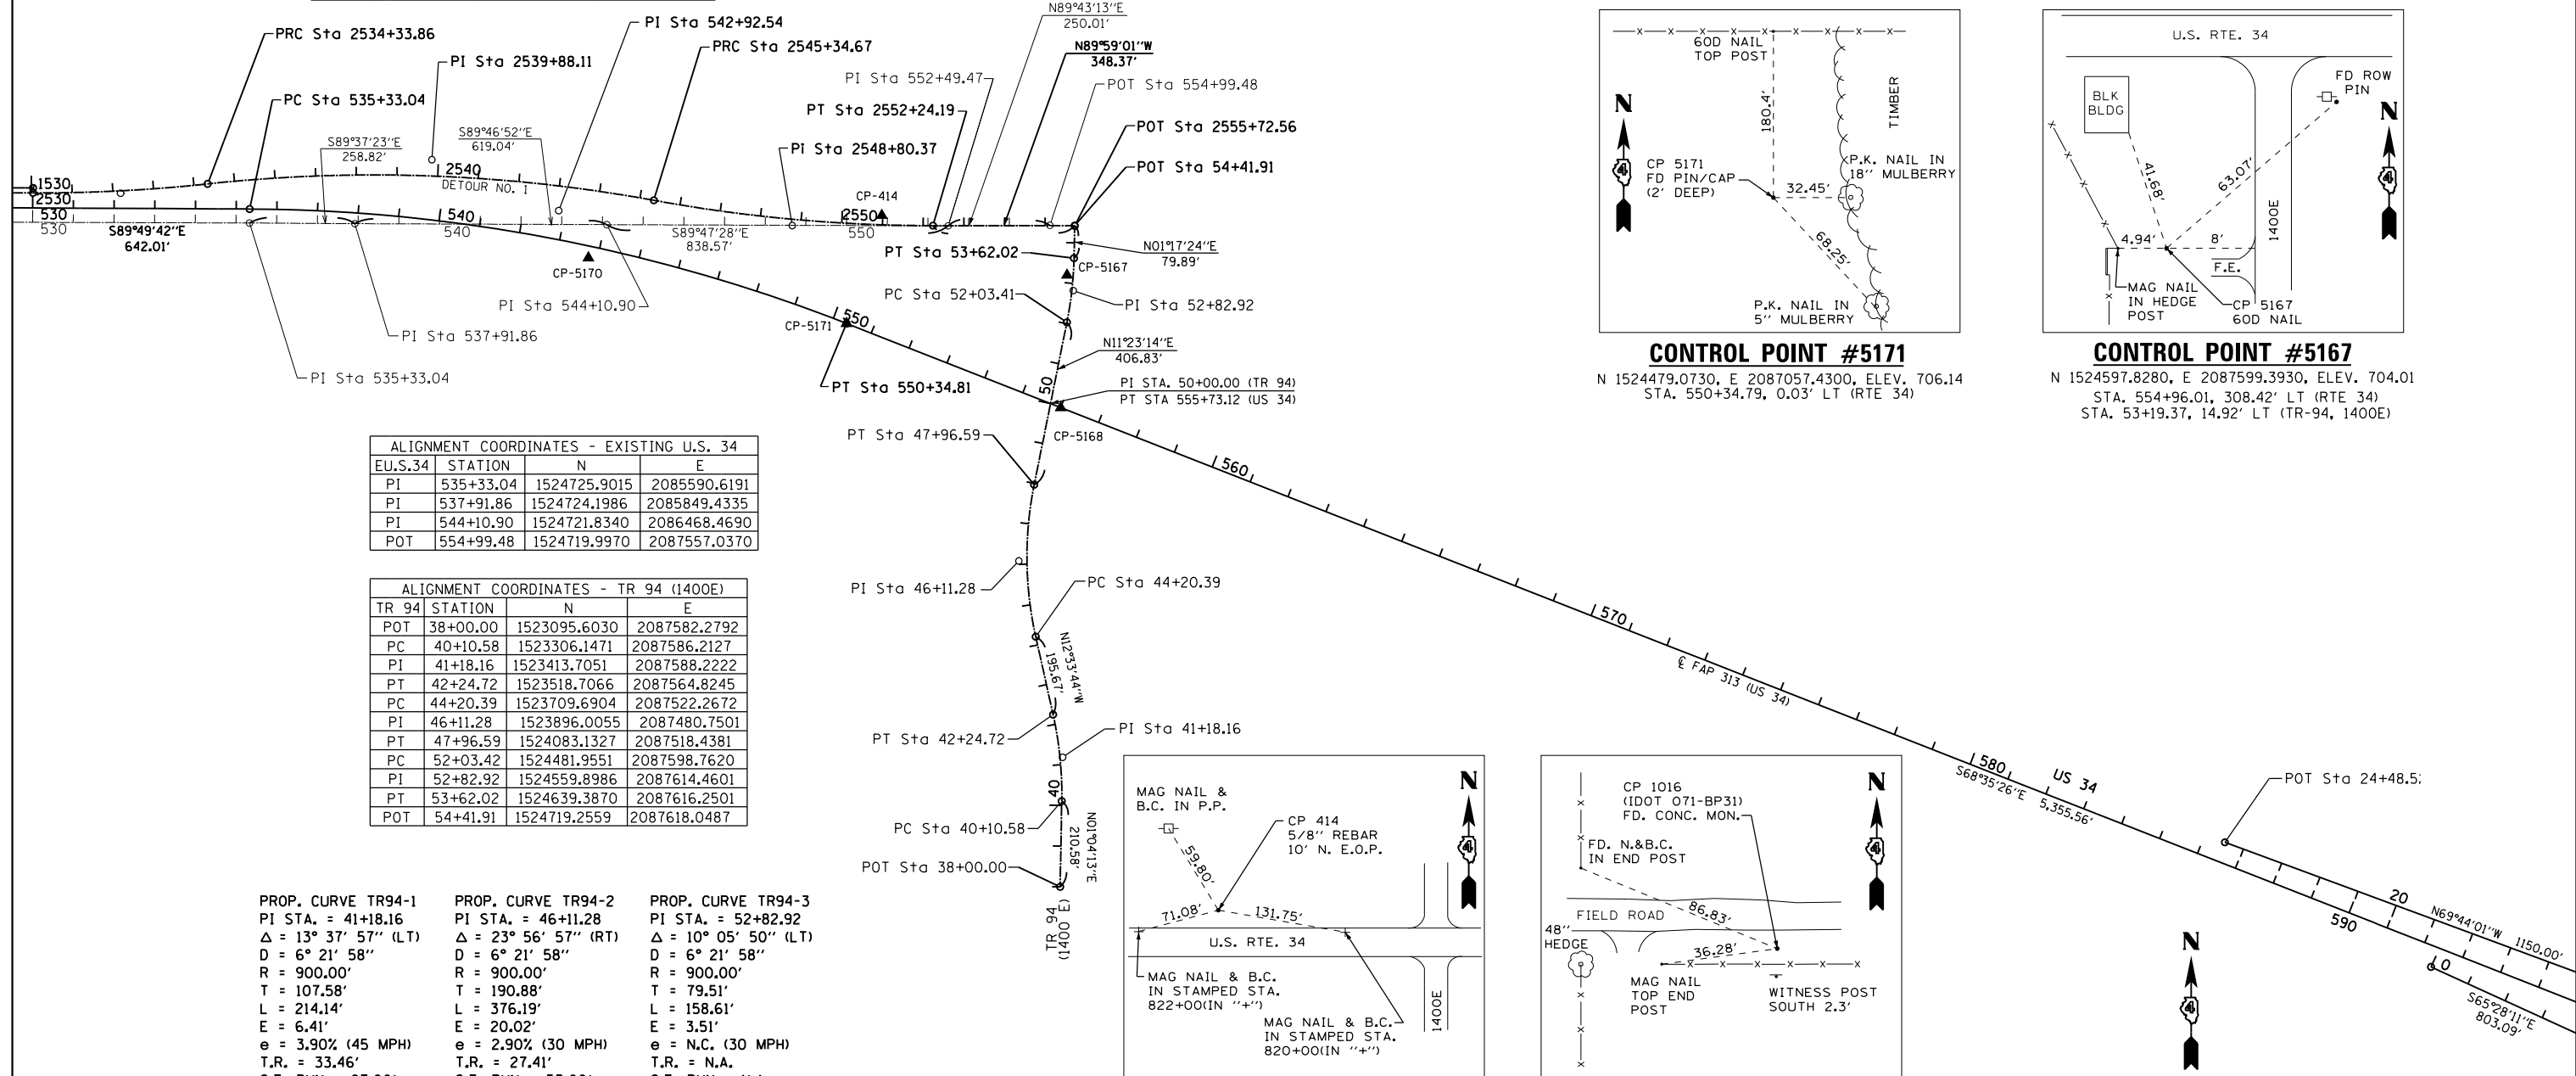 PRC Sta 2534+33.86
PC Sta 535+33.04
PI Sta 542+92.54
PRC Sta 2545+34.67
PI Sta 2539+88.11
N89°43'13"E
250.01'
N89°59'01"W
348.37'
PI Sta 552+49.47
POT Sta 554+99.48
PT Sta 2552+24.19
POT Sta 2555+72.56
PI Sta 2548+80.37
POT Sta 54+41.91
S89°37'23"E
258.82'
S89°46'52"E
619.04'
1530
2530
530
530
2540
DETOUR NO. 1
540
540
CP-414
2550
550
S89°49'42"E
642.01'
S89°47'28"E
838.57'
N01°17'24"E
79.89'
PT Sta 53+62.02
CP-5167
CP-5170
PC Sta 52+03.41
PI Sta 52+82.92
PI Sta 544+10.90
CP-5171
550
PI Sta 537+91.86
N11°23'14"E
406.83'
PI Sta 535+33.04
PT Sta 550+34.81
50
PI STA. 50+00.00 (TR 94)
PT STA 555+73.12 (US 34)
PT Sta 47+96.59
CP-5168
560
PI Sta 46+11.28
PC Sta 44+20.39
570
N12°33'44"W
195.67'
℄ FAP 313 (US 34)
PT Sta 42+24.72
PI Sta 41+18.16
580
US 34
S68°35'26"E 5,355.56'
POT Sta 24+48.5
40
PC Sta 40+10.58
N01°04'13"E
210.58'
POT Sta 38+00.00
TR 94
(1400 E)
20
590
N69°44'01"W 1150.00'
0
S65°28'11"E
803.09'
N
4
60D NAIL
TOP POST
TIMBER
N
4
180.4'
CP 5171
FD PIN/CAP
(2' DEEP)
P.K. NAIL IN
18" MULBERRY
32.45'
68.25'
P.K. NAIL IN
5" MULBERRY
CONTROL POINT #5171
N 1524479.0730, E 2087057.4300, ELEV. 706.14
STA. 550+34.79, 0.03' LT (RTE 34)
U.S. RTE. 34
BLK
BLDG
FD ROW
PIN
N
4
41.68'
63.07'
1400E
4.94'
8'
F.E.
MAG NAIL
IN HEDGE
POST
CP 5167
60D NAIL
CONTROL POINT #5167
N 1524597.8280, E 2087599.3930, ELEV. 704.01
STA. 554+96.01, 308.42' LT (RTE 34)
STA. 53+19.37, 14.92' LT (TR-94, 1400E)
ALIGNMENT COORDINATES - EXISTING U.S. 34
EU.S.34 STATION N E
PI 535+33.04 1524725.9015 2085590.6191
PI 537+91.86 1524724.1986 2085849.4335
PI 544+10.90 1524721.8340 2086468.4690
POT 554+99.48 1524719.9970 2087557.0370
ALIGNMENT COORDINATES - TR 94 (1400E)
TR 94 STATION N E
POT 38+00.00 1523095.6030 2087582.2792
PC 40+10.58 1523306.1471 2087586.2127
PI 41+18.16 1523413.7051 2087588.2222
PT 42+24.72 1523518.7066 2087564.8245
PC 44+20.39 1523709.6904 2087522.2672
PI 46+11.28 1523896.0055 2087480.7501
PT 47+96.59 1524083.1327 2087518.4381
PC 52+03.42 1524481.9551 2087598.7620
PI 52+82.92 1524559.8986 2087614.4601
PT 53+62.02 1524639.3870 2087616.2501
POT 54+41.91 1524719.2559 2087618.0487
PROP. CURVE TR94-1
PI STA. = 41+18.16
Δ = 13° 37' 57" (LT)
D = 6° 21' 58"
R = 900.00'
T = 107.58'
L = 214.14'
E = 6.41'
e = 3.90% (45 MPH)
T.R. = 33.46'
PROP. CURVE TR94-2
PI STA. = 46+11.28
Δ = 23° 56' 57" (RT)
D = 6° 21' 58"
R = 900.00'
T = 190.88'
L = 376.19'
E = 20.02'
e = 2.90% (30 MPH)
T.R. = 27.41'
PROP. CURVE TR94-3
PI STA. = 52+82.92
Δ = 10° 05' 50" (LT)
D = 6° 21' 58"
R = 900.00'
T = 79.51'
L = 158.61'
E = 3.51'
e = N.C. (30 MPH)
T.R. = N.A.
MAG NAIL &
B.C. IN P.P.
N
4
CP 414
5/8" REBAR
10' N. E.O.P.
59.80'
71.08'
131.75'
U.S. RTE. 34
MAG NAIL & B.C.
IN STAMPED STA.
822+00(IN "+")
MAG NAIL & B.C.
IN STAMPED STA.
820+00(IN "+")
1400E
CP 1016
(IDOT 071-BP31)
FD. CONC. MON.
N
4
FD. N.&B.C.
IN END POST
FIELD ROAD
86.83'
48"
HEDGE
36.28'
MAG NAIL
TOP END
POST
WITNESS POST
SOUTH 2.3'